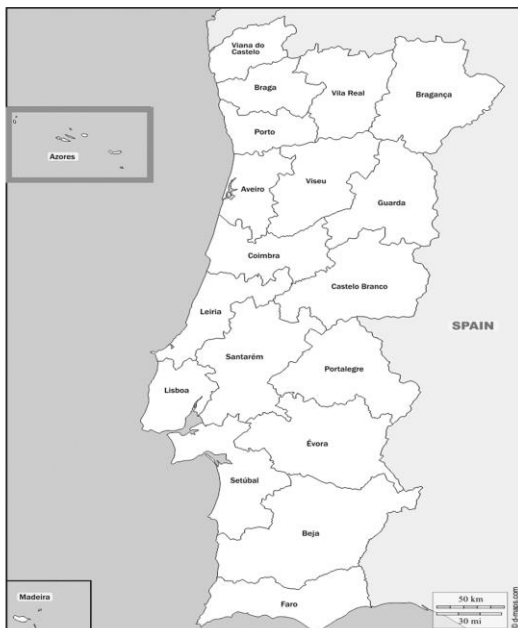 Viana do
Castelo
Braga
Vila Real
Bragança
Porto
Azores
Aveiro
Viseu
Guarda
Coimbra
Castelo Branco
Leiria
SPAIN
Santarém
Portalegre
Lisboa
Évora
Setúbal
Beja
Madeira
Faro
50 km
30 mi
© d-maps.com